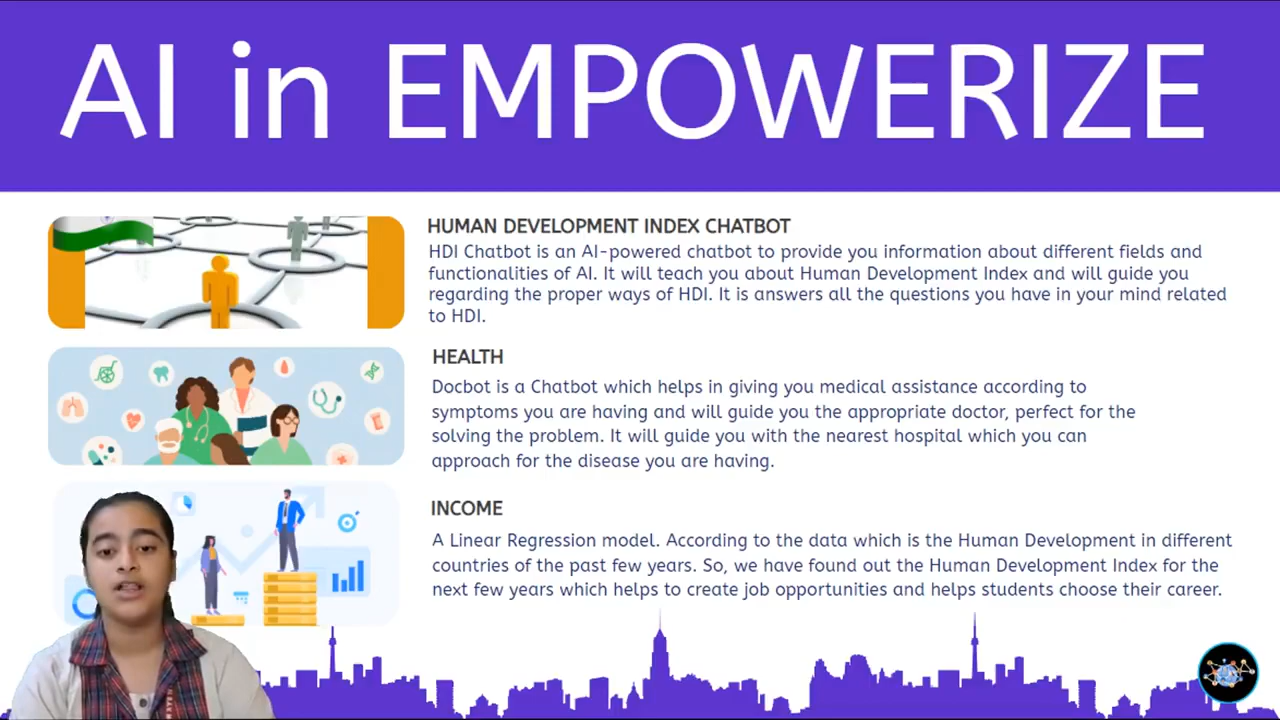 AI in EMPOWERIZE
HUMAN DEVELOPMENT INDEX CHATBOT
HDI Chatbot is an AI-powered chatbot to provide you information about different fields and
functionalities of AI. It will teach you about Human Development Index and will guide you
regarding the proper ways of HDI. It is answers all the questions you have in your mind related
to HDI.
HEALTH
Docbot is a Chatbot which helps in giving you medical assistance according to
symptoms you are having and will guide you the appropriate doctor, perfect for the
solving the problem. It will guide you with the nearest hospital which you can
approach for the disease you are having.
INCOME
A Linear Regression model. According to the data which is the Human Development in different
countries of the past few years. So, we have found out the Human Development Index for the
next few years which helps to create job opportunities and helps students choose their career.